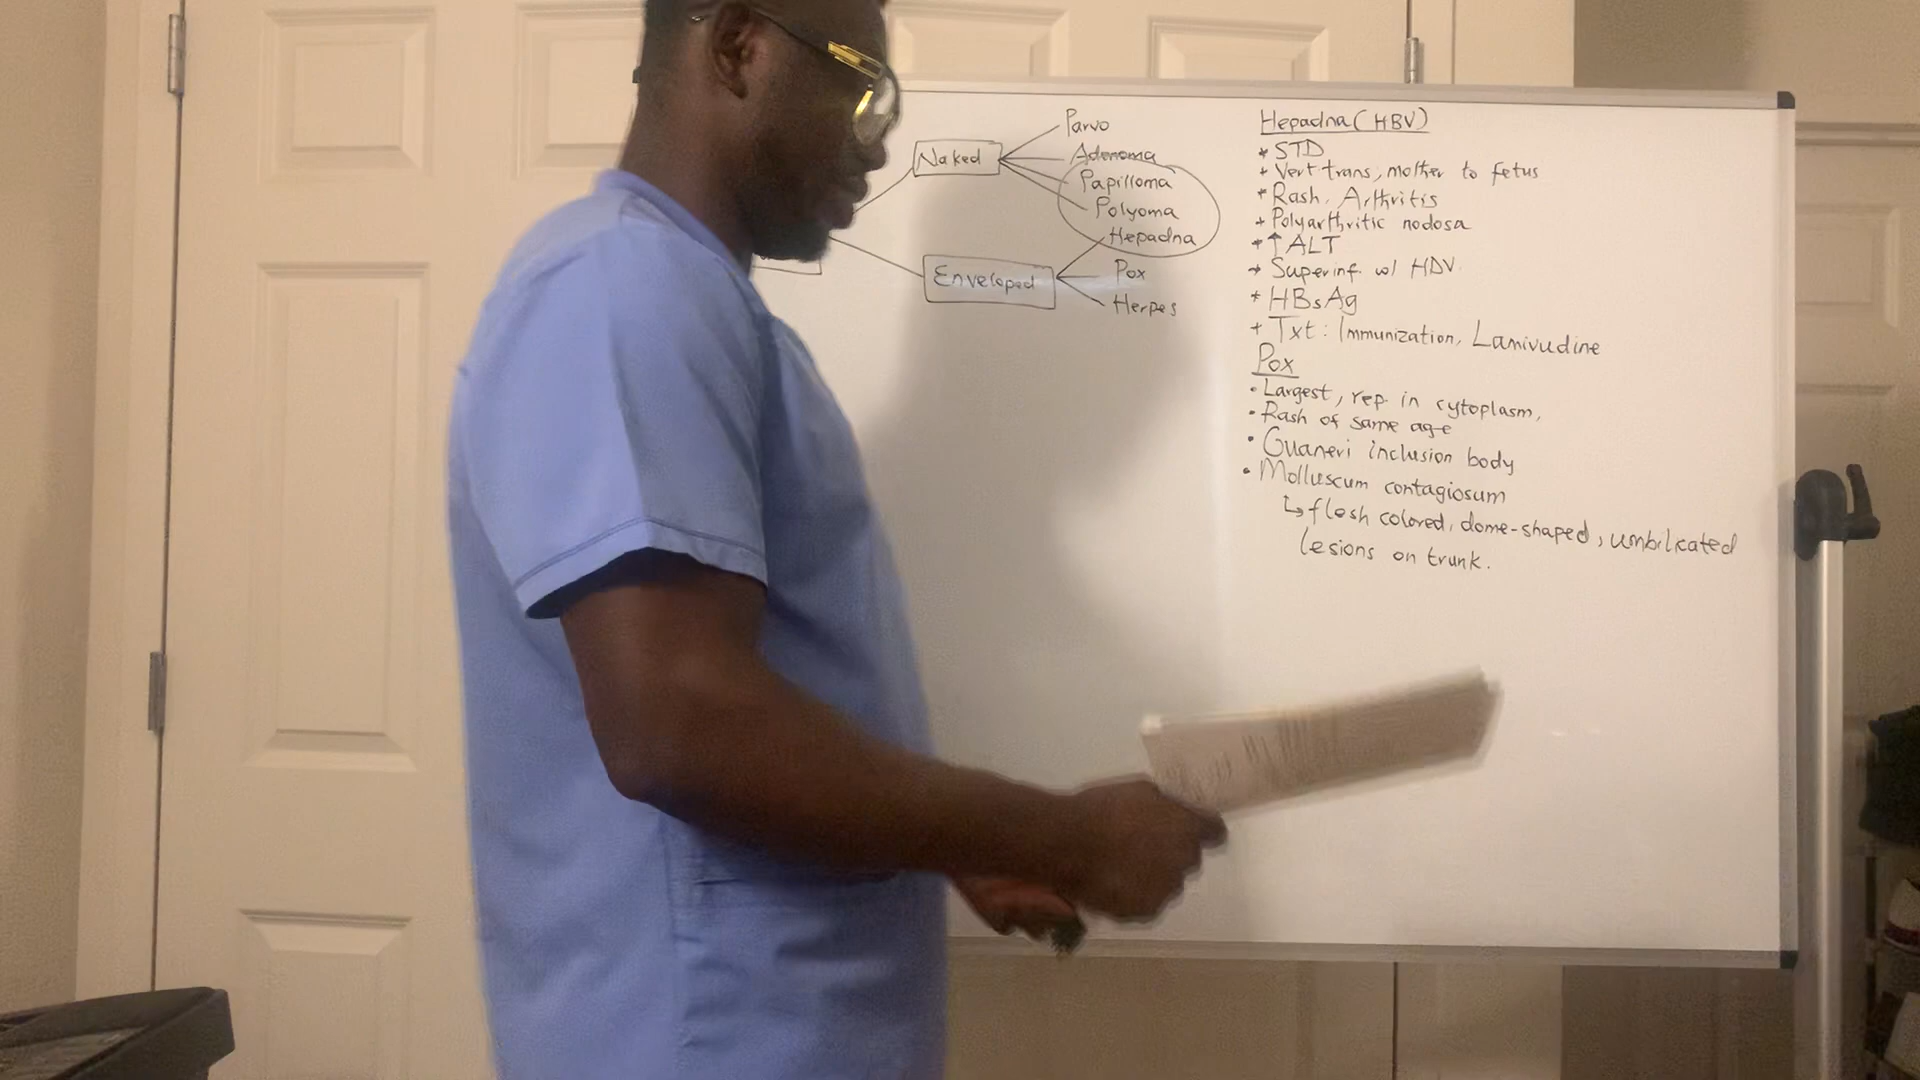 Naked
Parvo
Adenoma
Papilloma
Polyoma
Hepadna
Enveloped
Pox
Herpes
Hepadna (HBV)
* STD
* Vert trans, mother to fetus
* Rash, Arthritis
* Polyarthritic nodosa
* ↑ ALT
* Superinf w/ HDV
* HBsAg
* Txt: Immunization, Lamivudine
Pox
• Largest, rep in cytoplasm,
• Rash of same age
• Guaneri inclusion body
• Molluscum contagiosum
↳ flesh colored, dome-shaped, umbilicated
lesions on trunk.